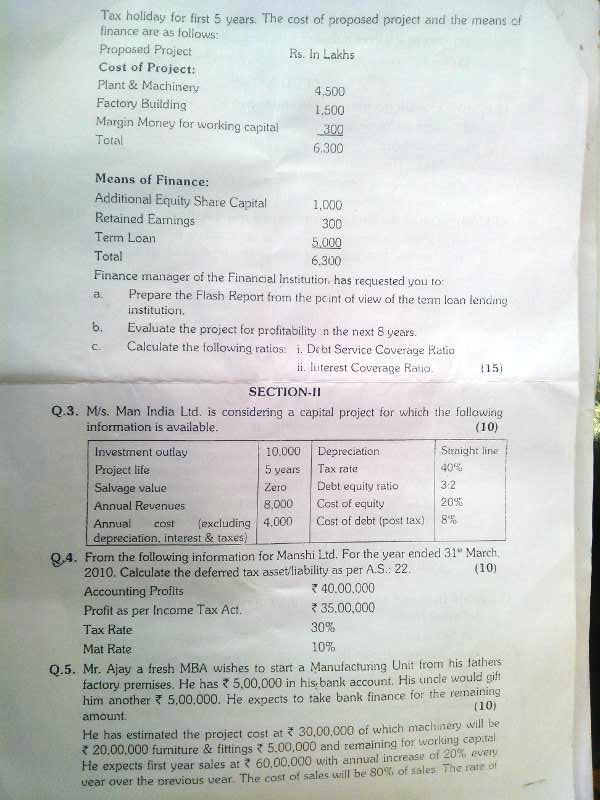 Tax holiday for first 5 years. The cost of proposed project and the means of
finance are as follows:
Proposed Project Rs. In Lakhs
Cost of Project:
Plant & Machinery 4,500
Factory Building 1,500
Margin Money for working capital 300
Total 6,300
Means of Finance:
Additional Equity Share Capital 1,000
Retained Earnings 300
Term Loan 5,000
Total 6,300
Finance manager of the Financial Institution has requested you to:
a. Prepare the Flash Report from the point of view of the term loan lending
institution.
b. Evaluate the project for profitability in the next 8 years.
c. Calculate the following ratios: i. Debt Service Coverage Ratio
ii. Interest Coverage Ratio. (15)
SECTION-II
Q.3. M/s. Man India Ltd. is considering a capital project for which the following
information is available. (10)
Investment outlay 10,000 Depreciation Straight line
Project life 5 years Tax rate 40%
Salvage value Zero Debt equity ratio 3:2
Annual Revenues 8,000 Cost of equity 20%
Annual cost (excluding 4,000 Cost of debt (post tax) 8%
depreciation, interest & taxes)
Q.4. From the following information for Manshi Ltd. For the year ended 31st March,
2010. Calculate the deferred tax asset/liability as per A.S.: 22. (10)
Accounting Profits ₹ 40,00,000
Profit as per Income Tax Act. ₹ 35,00,000
Tax Rate 30%
Mat Rate 10%
Q.5. Mr. Ajay a fresh MBA wishes to start a Manufacturing Unit from his fathers
factory premises. He has ₹ 5,00,000 in his bank account. His uncle would gift
him another ₹ 5,00,000. He expects to take bank finance for the remaining
amount. (10)
He has estimated the project cost at ₹ 30,00,000 of which machinery will be
₹ 20,00,000 furniture & fittings ₹ 5,00,000 and remaining for working capital
He expects first year sales at ₹ 60,00,000 with annual increase of 20% every
year over the previous year. The cost of sales will be 80% of sales. The rate of